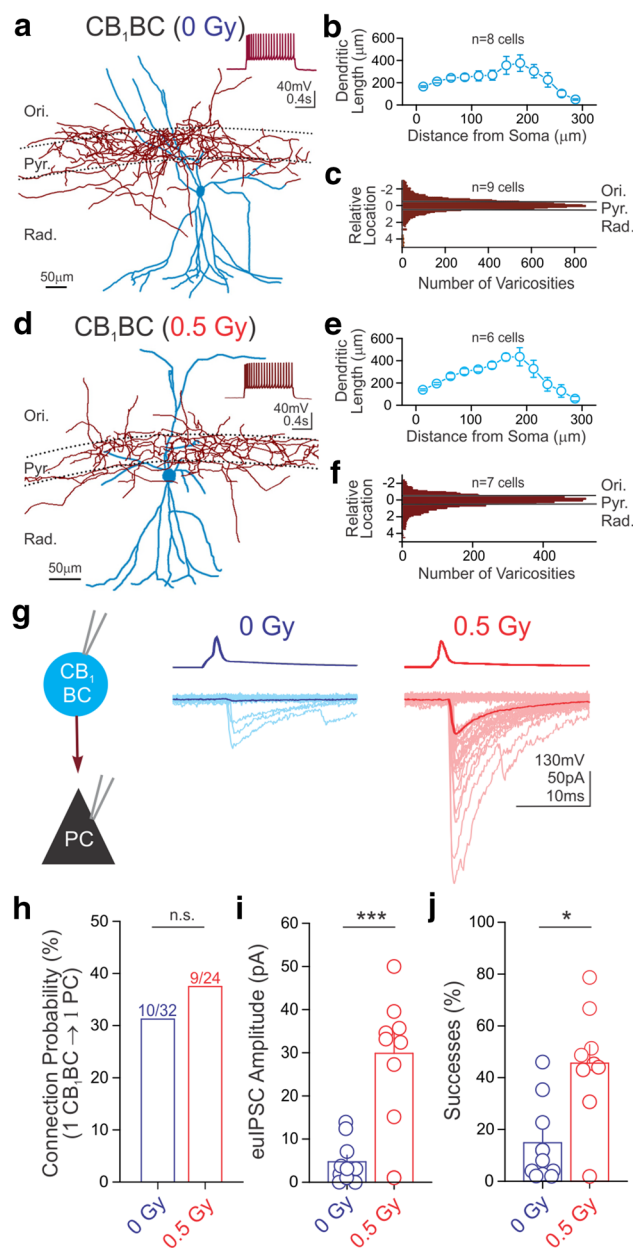 a
CB₁BC (0 Gy)
40mV
0.4s
Ori.
Pyr.
Rad.
50µm
b
n=8 cells
Dendritic
Length (µm)
600
400
200
0
0 100 200 300
Distance from Soma (µm)
c
n=9 cells
Relative
Location
-2
0
2
4
Ori.
Pyr.
Rad.
0 200 400 600 800
Number of Varicosities
d
CB₁BC (0.5 Gy)
40mV
0.4s
Ori.
Pyr.
Rad.
50µm
e
n=6 cells
Dendritic
Length (µm)
600
400
200
0
0 100 200 300
Distance from Soma (µm)
f
n=7 cells
Relative
Location
-2
0
2
4
Ori.
Pyr.
Rad.
0 200 400
Number of Varicosities
g
CB₁
BC
PC
0 Gy
0.5 Gy
130mV
50pA
10ms
h
n.s.
Connection Probability (%)
(1 CB₁BC → 1 PC)
50
40
30
20
10
0
10/32
9/24
0 Gy
0.5 Gy
i
***
euIPSC Amplitude (pA)
60
50
40
30
20
10
0
0 Gy
0.5 Gy
j
*
Successes (%)
100
80
60
40
20
0
0 Gy
0.5 Gy